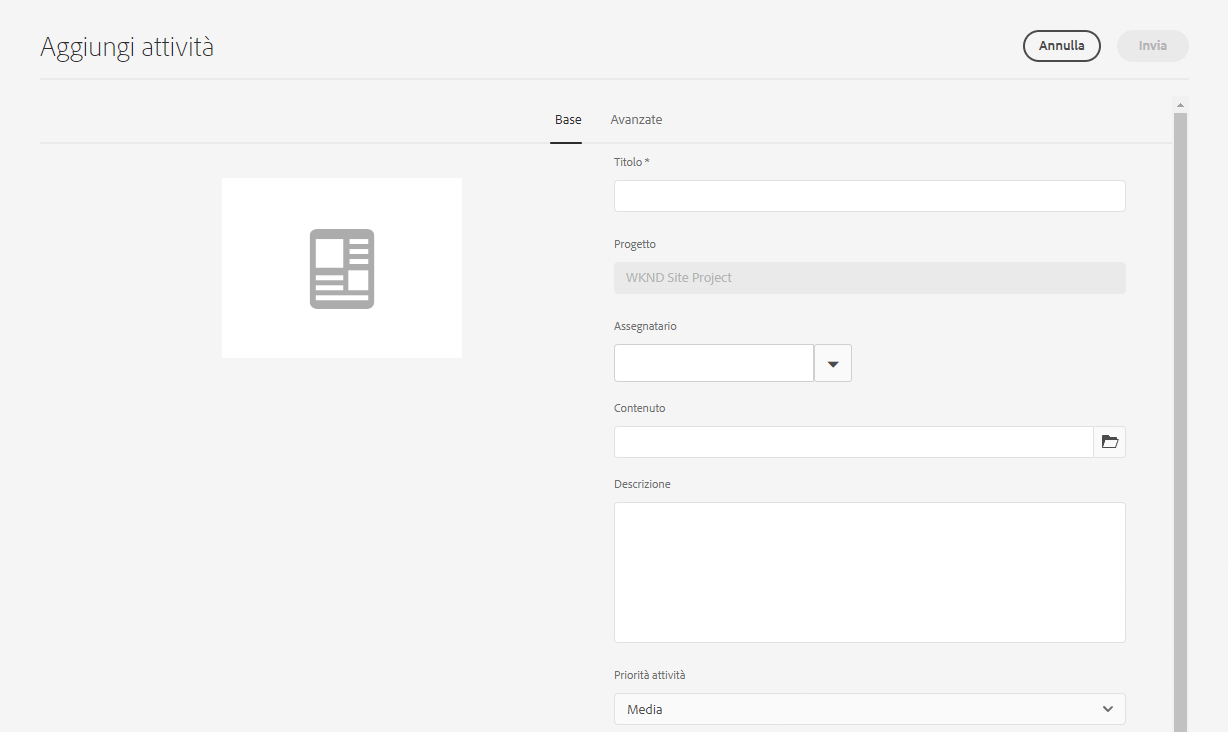 Aggiungi attività
Annulla
Invia
Base
Avanzate
Titolo *
Progetto
WKND Site Project
Assegnatario
Contenuto
Descrizione
Priorità attività
Media